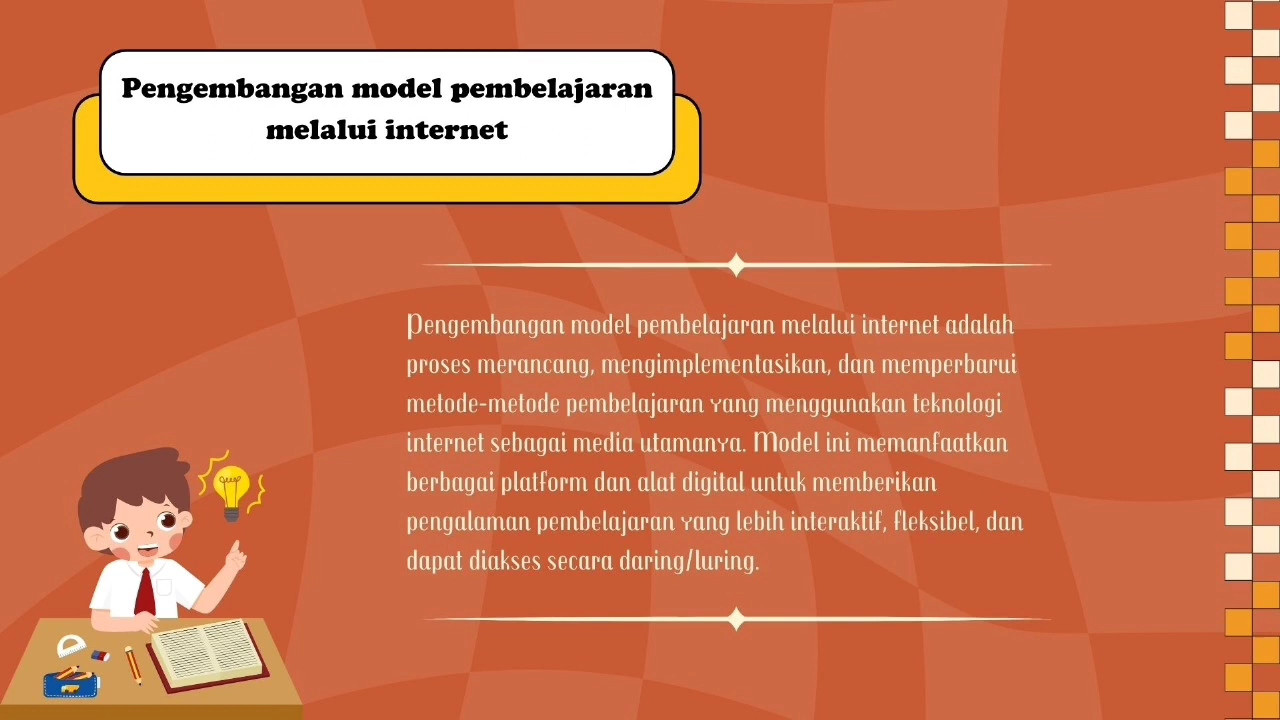 Pengembangan model pembelajaran
melalui internet
Pengembangan model pembelajaran melalui internet adalah
proses merancang, mengimplementasikan, dan memperbarui
metode-metode pembelajaran yang menggunakan teknologi
internet sebagai media utamanya. Model ini memanfaatkan
berbagai platform dan alat digital untuk memberikan
pengalaman pembelajaran yang lebih interaktif, fleksibel, dan
dapat diakses secara daring/luring.